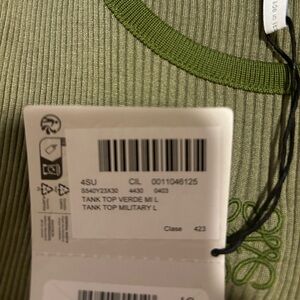 4SU CIL 0011046125
S540Y23X30 4430 0403
TANK TOP VERDE MI L
TANK TOP MILITARY L
Clase 423